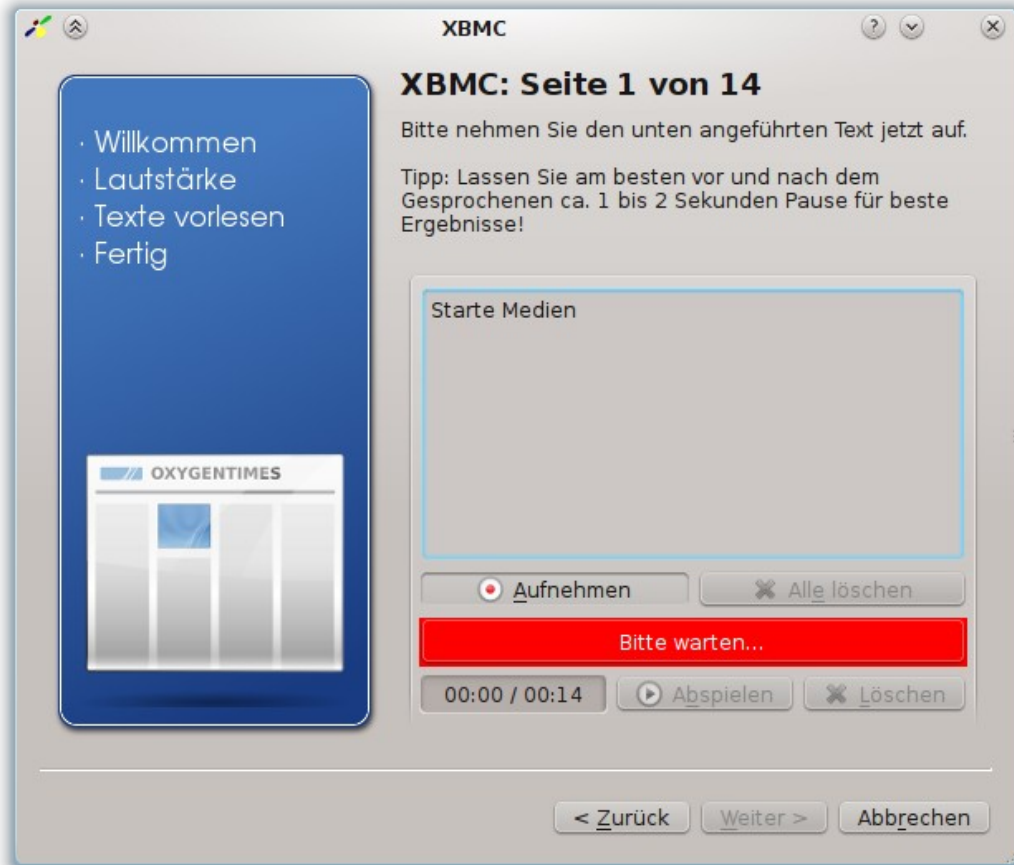 XBMC
XBMC: Seite 1 von 14
· Willkommen
· Lautstärke
· Texte vorlesen
· Fertig
OXYGENTIMES
Bitte nehmen Sie den unten angeführten Text jetzt auf.
Tipp: Lassen Sie am besten vor und nach dem
Gesprochenen ca. 1 bis 2 Sekunden Pause für beste
Ergebnisse!
Starte Medien
Aufnehmen
Alle löschen
Bitte warten...
00:00 / 00:14
Abspielen
Löschen
< Zurück
Weiter >
Abbrechen